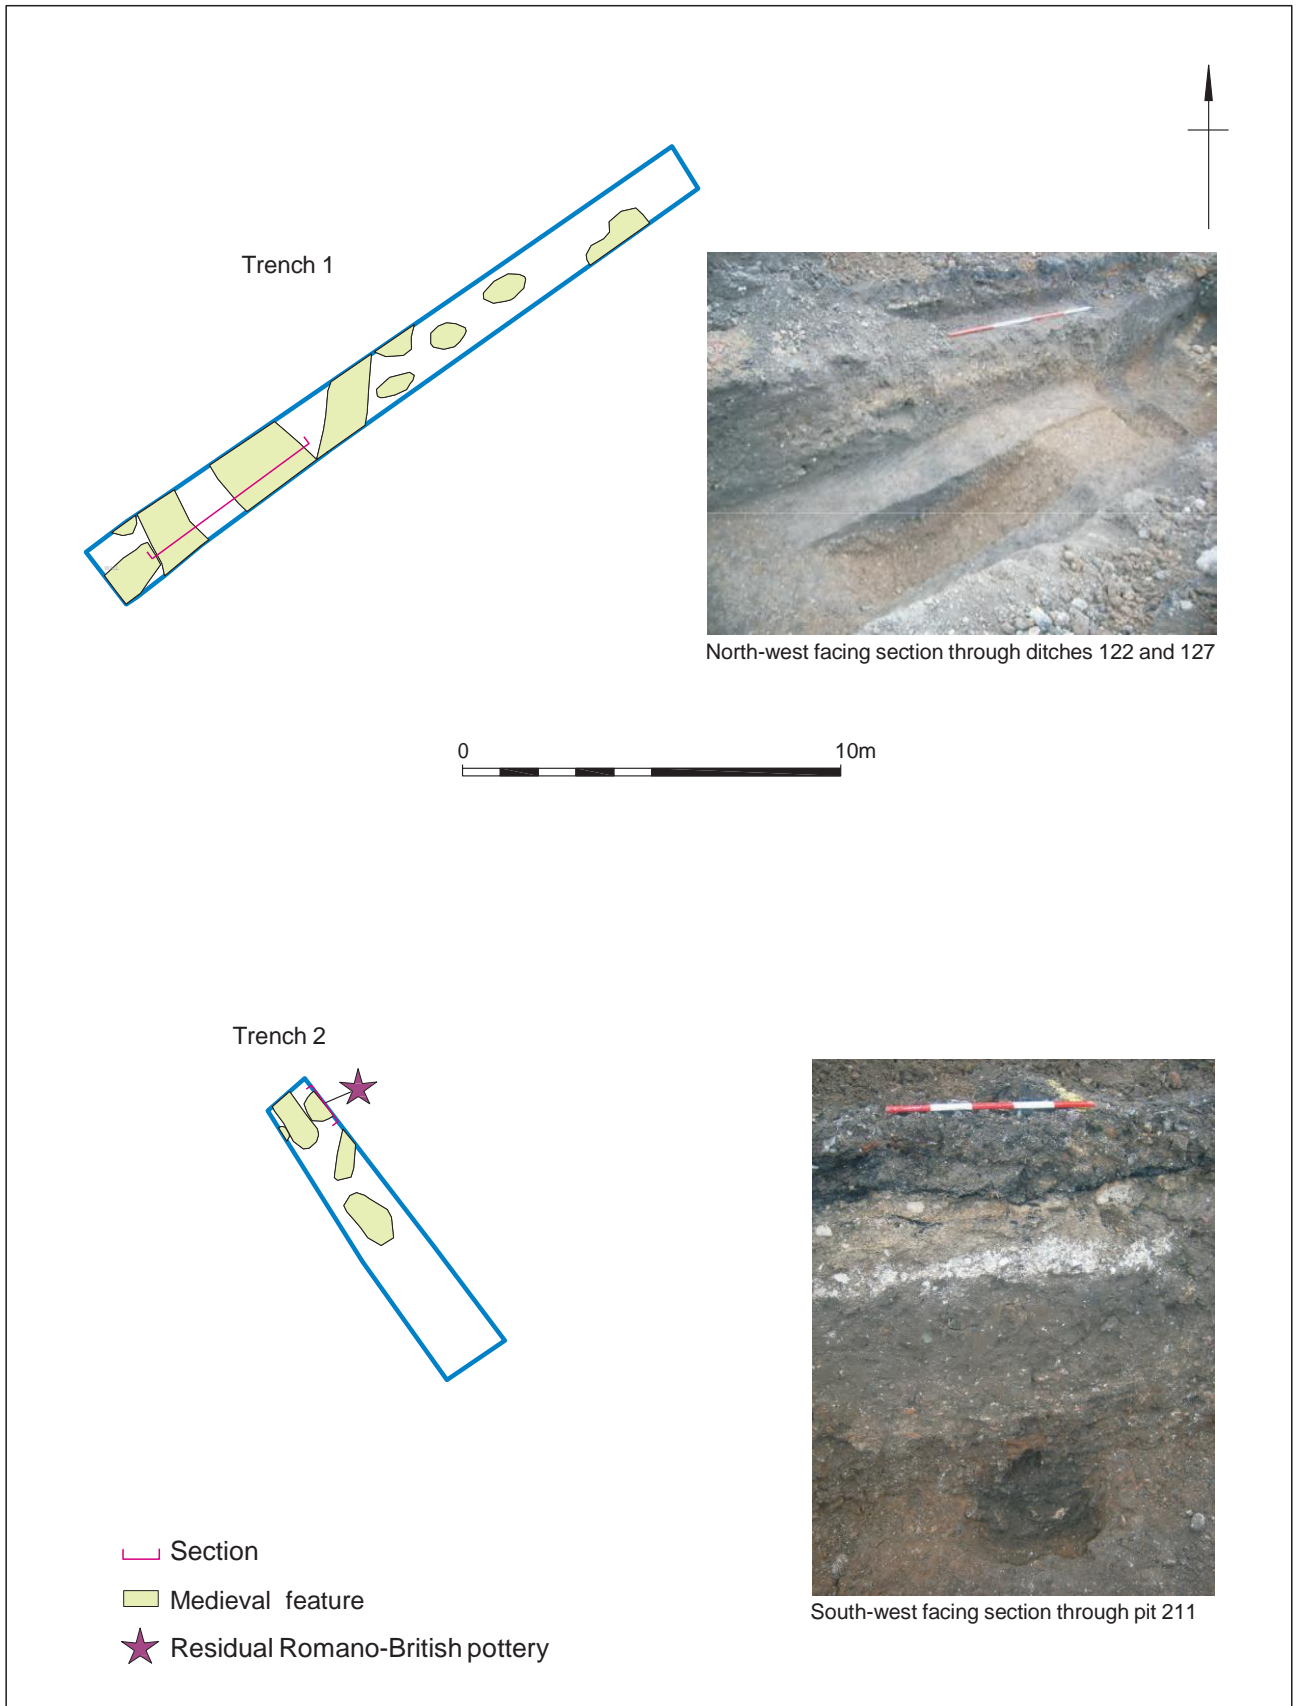 Trench 1
North-west facing section through ditches 122 and 127
0 10m
Trench 2
South-west facing section through pit 211
Section
Medieval feature
Residual Romano-British pottery